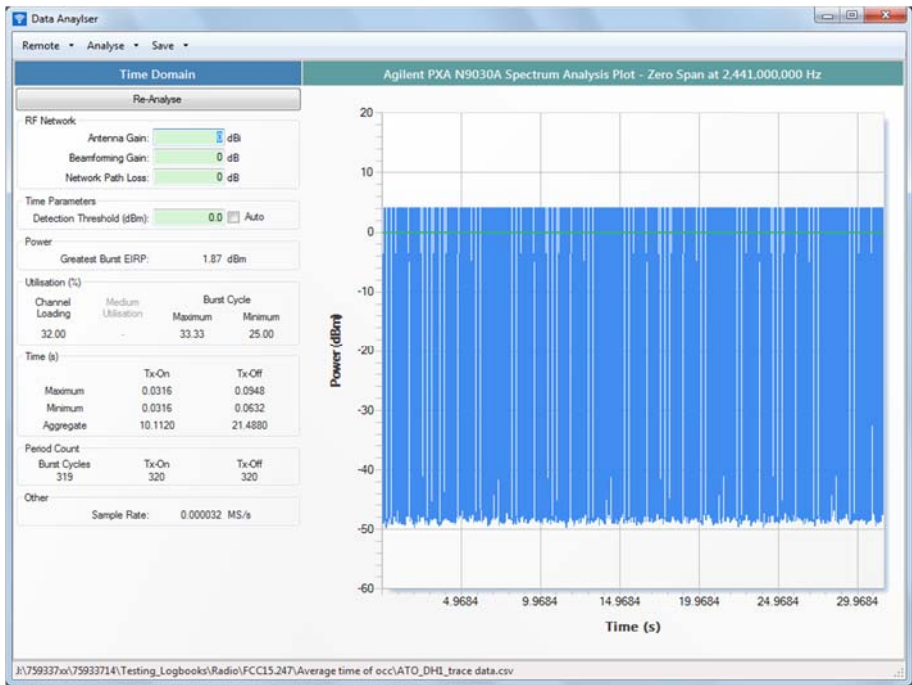 Data Anaylser
Remote Analyse Save
Time Domain
Agilent PXA N9030A Spectrum Analysis Plot - Zero Span at 2,441,000,000 Hz
Re-Analyse
RF Network
Antenna Gain: 0 dBi
Beamforming Gain: 0 dB
Network Path Loss: 0 dB
Time Parameters
Detection Threshold (dBm): 0.0 Auto
Power
Greatest Burst EIRP: 1.87 dBm
Utilisation (%)
Channel Loading Medium Utilisation Burst Cycle
Maximum Minimum
32.00 - 33.33 25.00
Time (s)
Tx-On Tx-Off
Maximum 0.0316 0.0948
Minimum 0.0316 0.0632
Aggregate 10.1120 21.4880
Period Count
Burst Cycles Tx-On Tx-Off
319 320 320
Other
Sample Rate: 0.000032 MS/s
Power (dBm)
20
10
0
-10
-20
-30
-40
-50
-60
4.9684 9.9684 14.9684 19.9684 24.9684 29.9684
Time (s)
J:\759337xx\75933714\Testing_Logbooks\Radio\FCC15.247\Average time of occ\ATO_DH1_trace data.csv